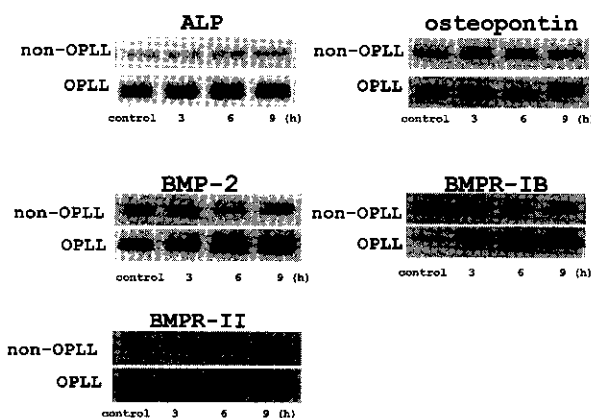 ALP
non-OPLL
OPLL
control 3 6 9 (h)
osteopontin
non-OPLL
OPLL
control 3 6 9 (h)
BMP-2
non-OPLL
OPLL
control 3 6 9 (h)
BMPR-IB
non-OPLL
OPLL
control 3 6 9 (h)
BMPR-II
non-OPLL
OPLL
control 3 6 9 (h)